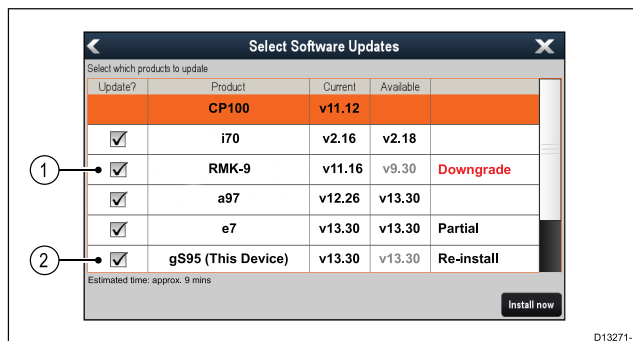 Select Software Updates
Select which products to update
Update? Product Current Available
CP100 v11.12
i70 v2.16 v2.18
1 RMK-9 v11.16 v9.30 Downgrade
a97 v12.26 v13.30
e7 v13.30 v13.30 Partial
2 gS95 (This Device) v13.30 v13.30 Re-install
Estimated time: approx. 9 mins
Install now
D13271-